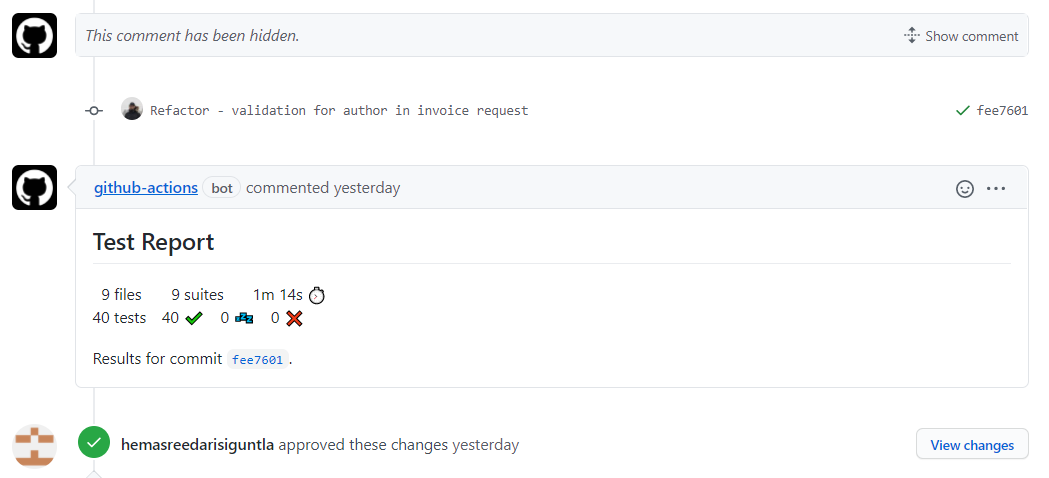 This comment has been hidden. Show comment
Refactor - validation for author in invoice request fee7601
github-actions bot commented yesterday
Test Report
9 files 9 suites 1m 14s
40 tests 40 0 0
Results for commit fee7601.
hemasreedarisiguntla approved these changes yesterday View changes